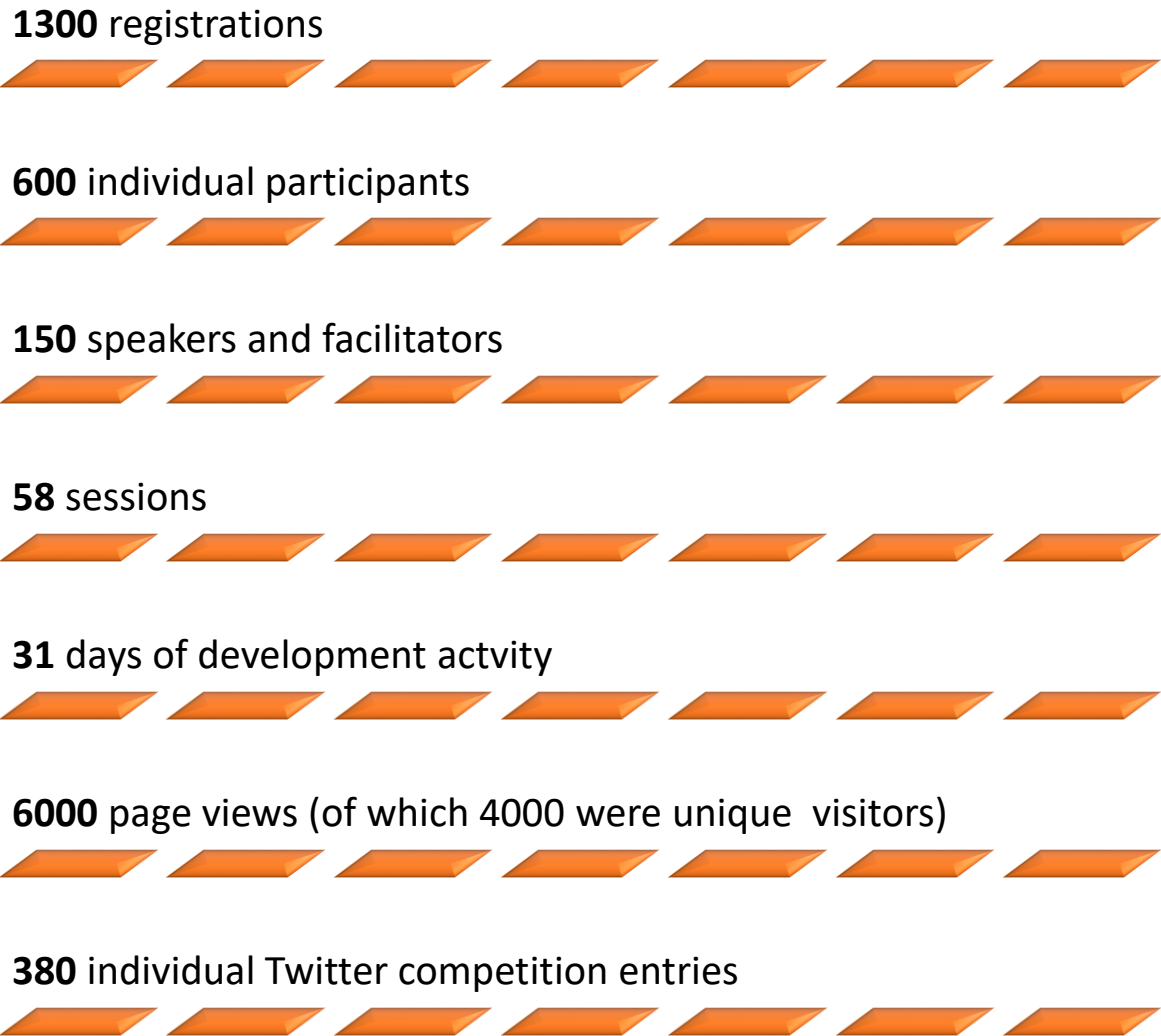 1300 registrations
600 individual participants
150 speakers and facilitators
58 sessions
31 days of development actvity
6000 page views (of which 4000 were unique  visitors)
380 individual Twitter competition entries